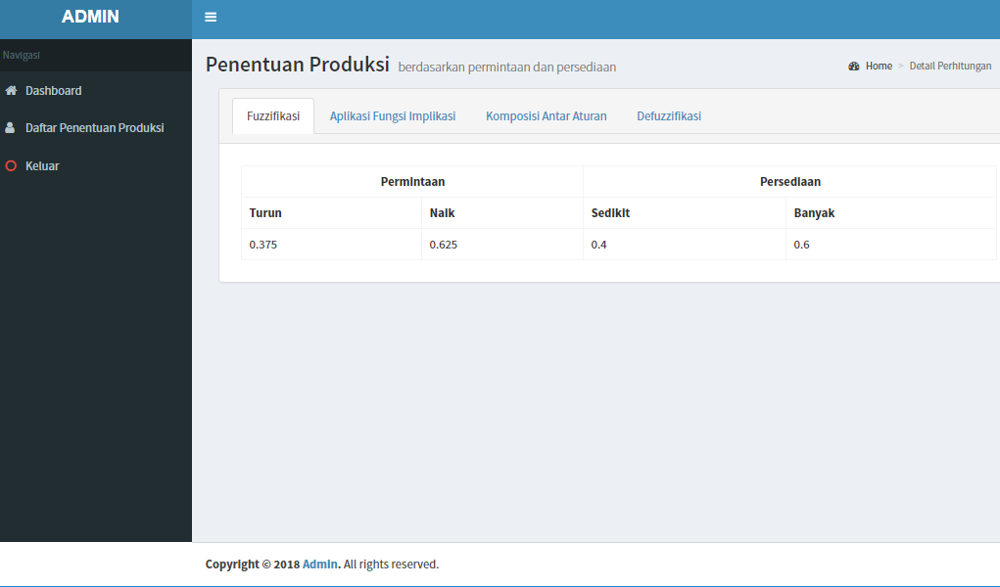 ADMIN
Navigasi
Dashboard
Daftar Penentuan Produksi
Keluar
Penentuan Produksi berdasarkan permintaan dan persediaan
Home > Detail Perhitungan
Fuzzifikasi Aplikasi Fungsi Implikasi Komposisi Antar Aturan Defuzzifikasi
Permintaan Persediaan
Turun Naik Sedikit Banyak
0.375 0.625 0.4 0.6
Copyright © 2018 Admin. All rights reserved.